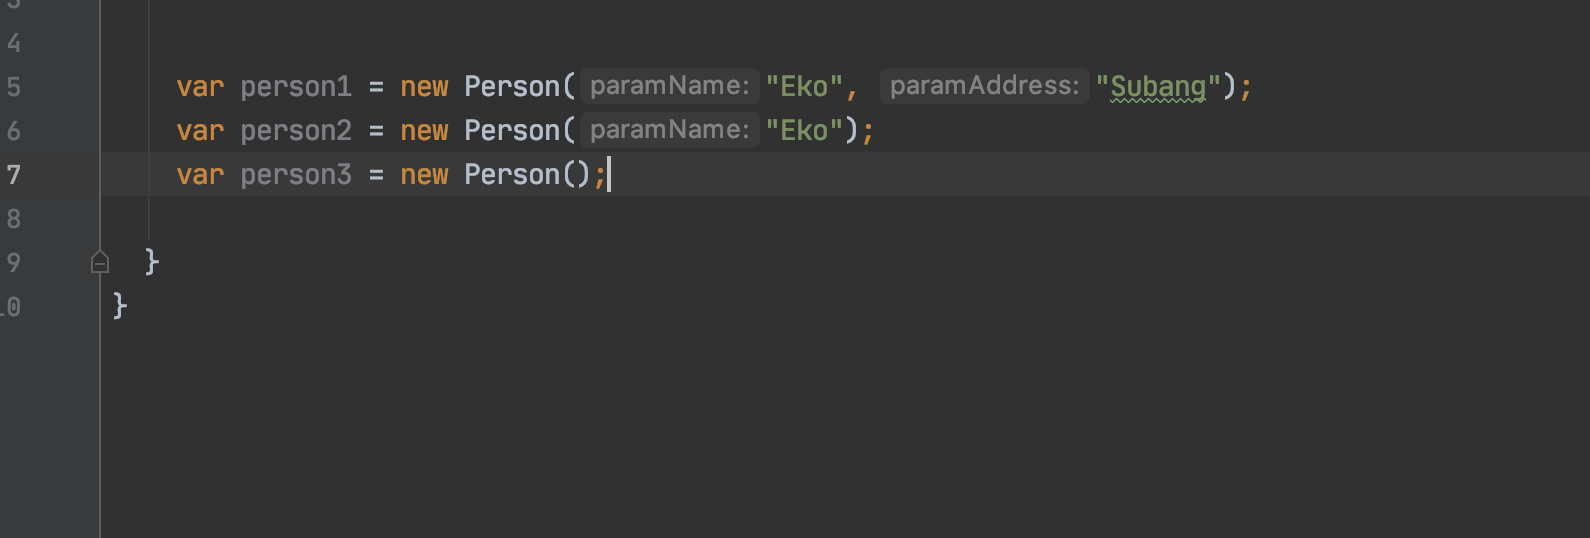 4
5 var person1 = new Person( paramName: "Eko", paramAddress: "Subang");
6 var person2 = new Person( paramName: "Eko");
7 var person3 = new Person();
8
9 }
10 }